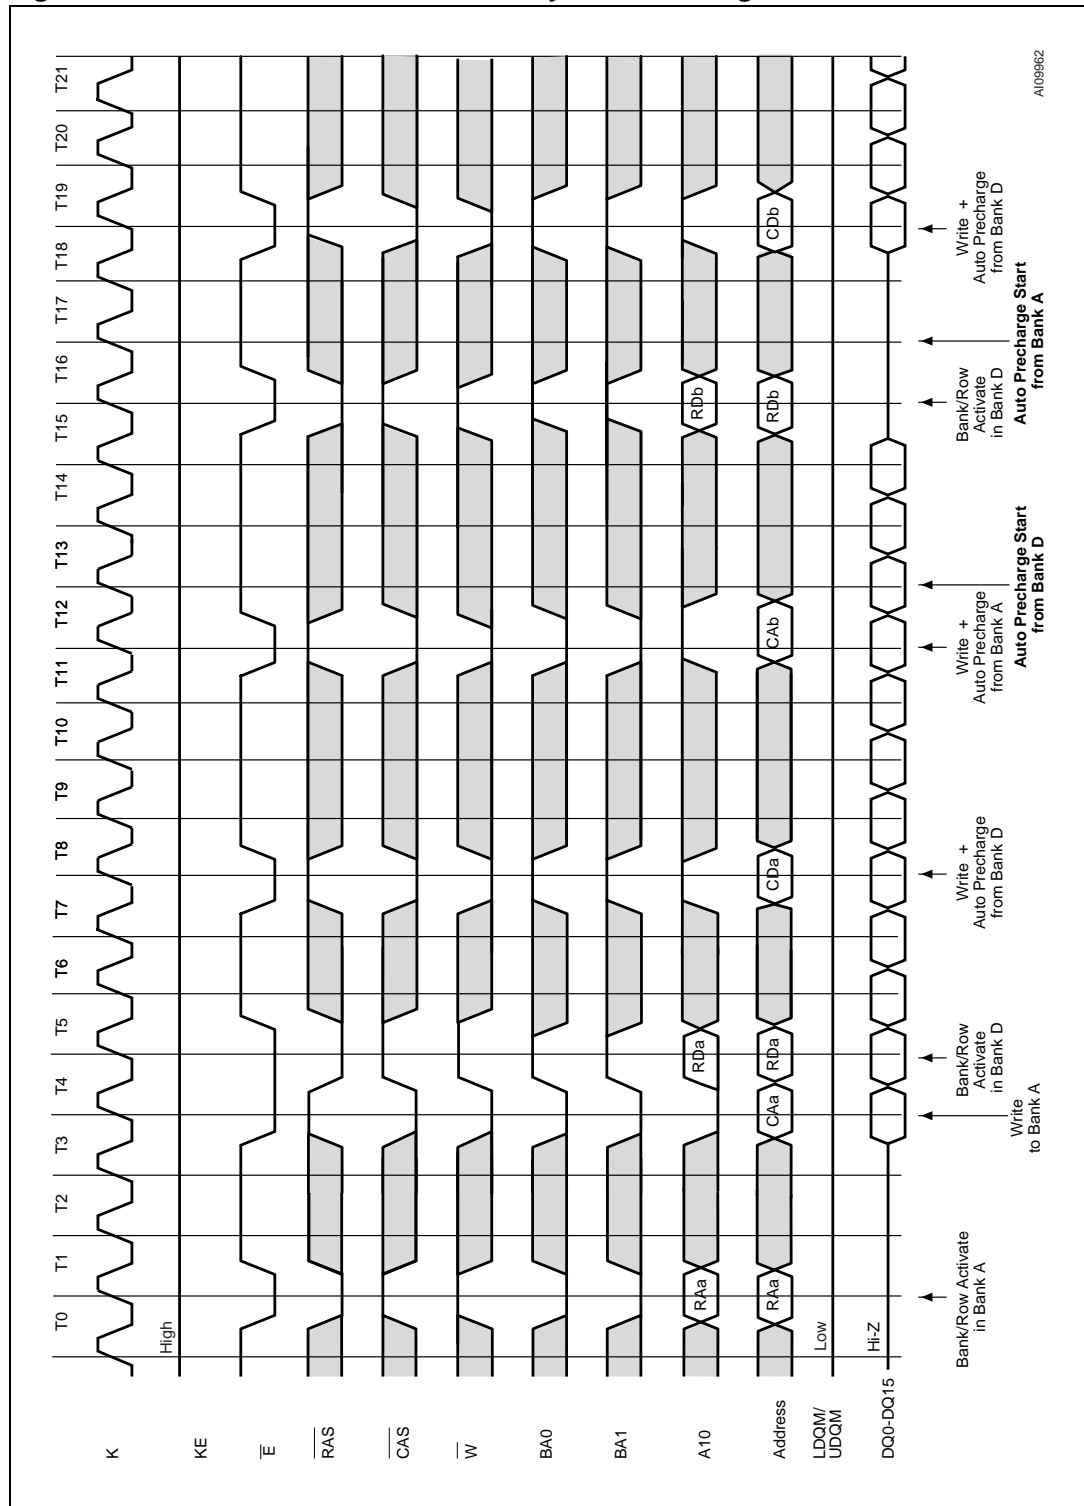 T0 T1 T2 T3 T4 T5 T6 T7 T8 T9 T10 T11 T12 T13 T14 T15 T16 T17 T18 T19 T20 T21
K
KE
High
E
RAS
CAS
W
BA0
BA1
A10
RAa RDa RDb
Address
RAa CAa RDa CDa CAb RDb CDb
LDQM/
UDQM
Low
DQ0-DQ15
Hi-Z
Bank/Row Activate
in Bank A
Write
to Bank A
Bank/Row
Activate
in Bank D
Write +
Auto Precharge
from Bank D
Write +
Auto Precharge
from Bank A
Auto Precharge Start
from Bank D
Bank/Row
Activate
in Bank D
Auto Precharge Start
from Bank A
Write +
Auto Precharge
from Bank D
AI09962